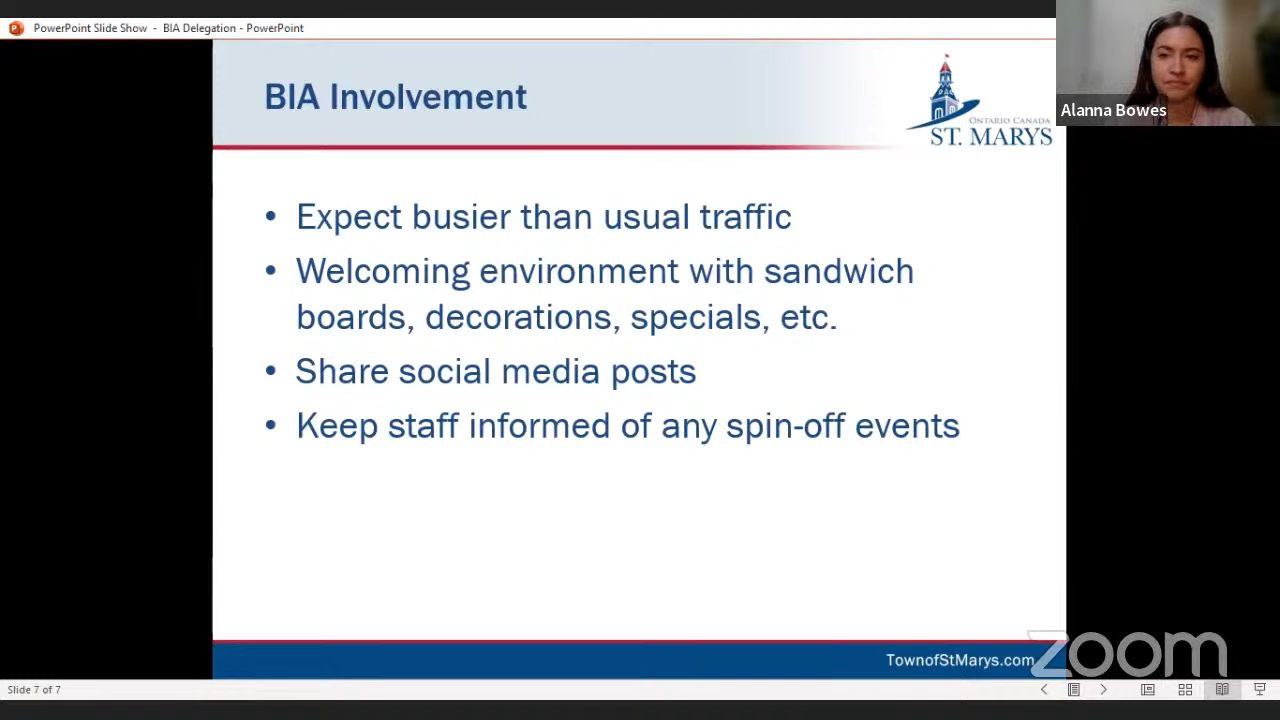 PowerPoint Slide Show - BIA Delegation - PowerPoint
Alanna Bowes
BIA Involvement
ONTARIO CANADA
ST. MARYS
• Expect busier than usual traffic
• Welcoming environment with sandwich
boards, decorations, specials, etc.
• Share social media posts
• Keep staff informed of any spin-off events
TownofStMarys.com
zoom
Slide 7 of 7